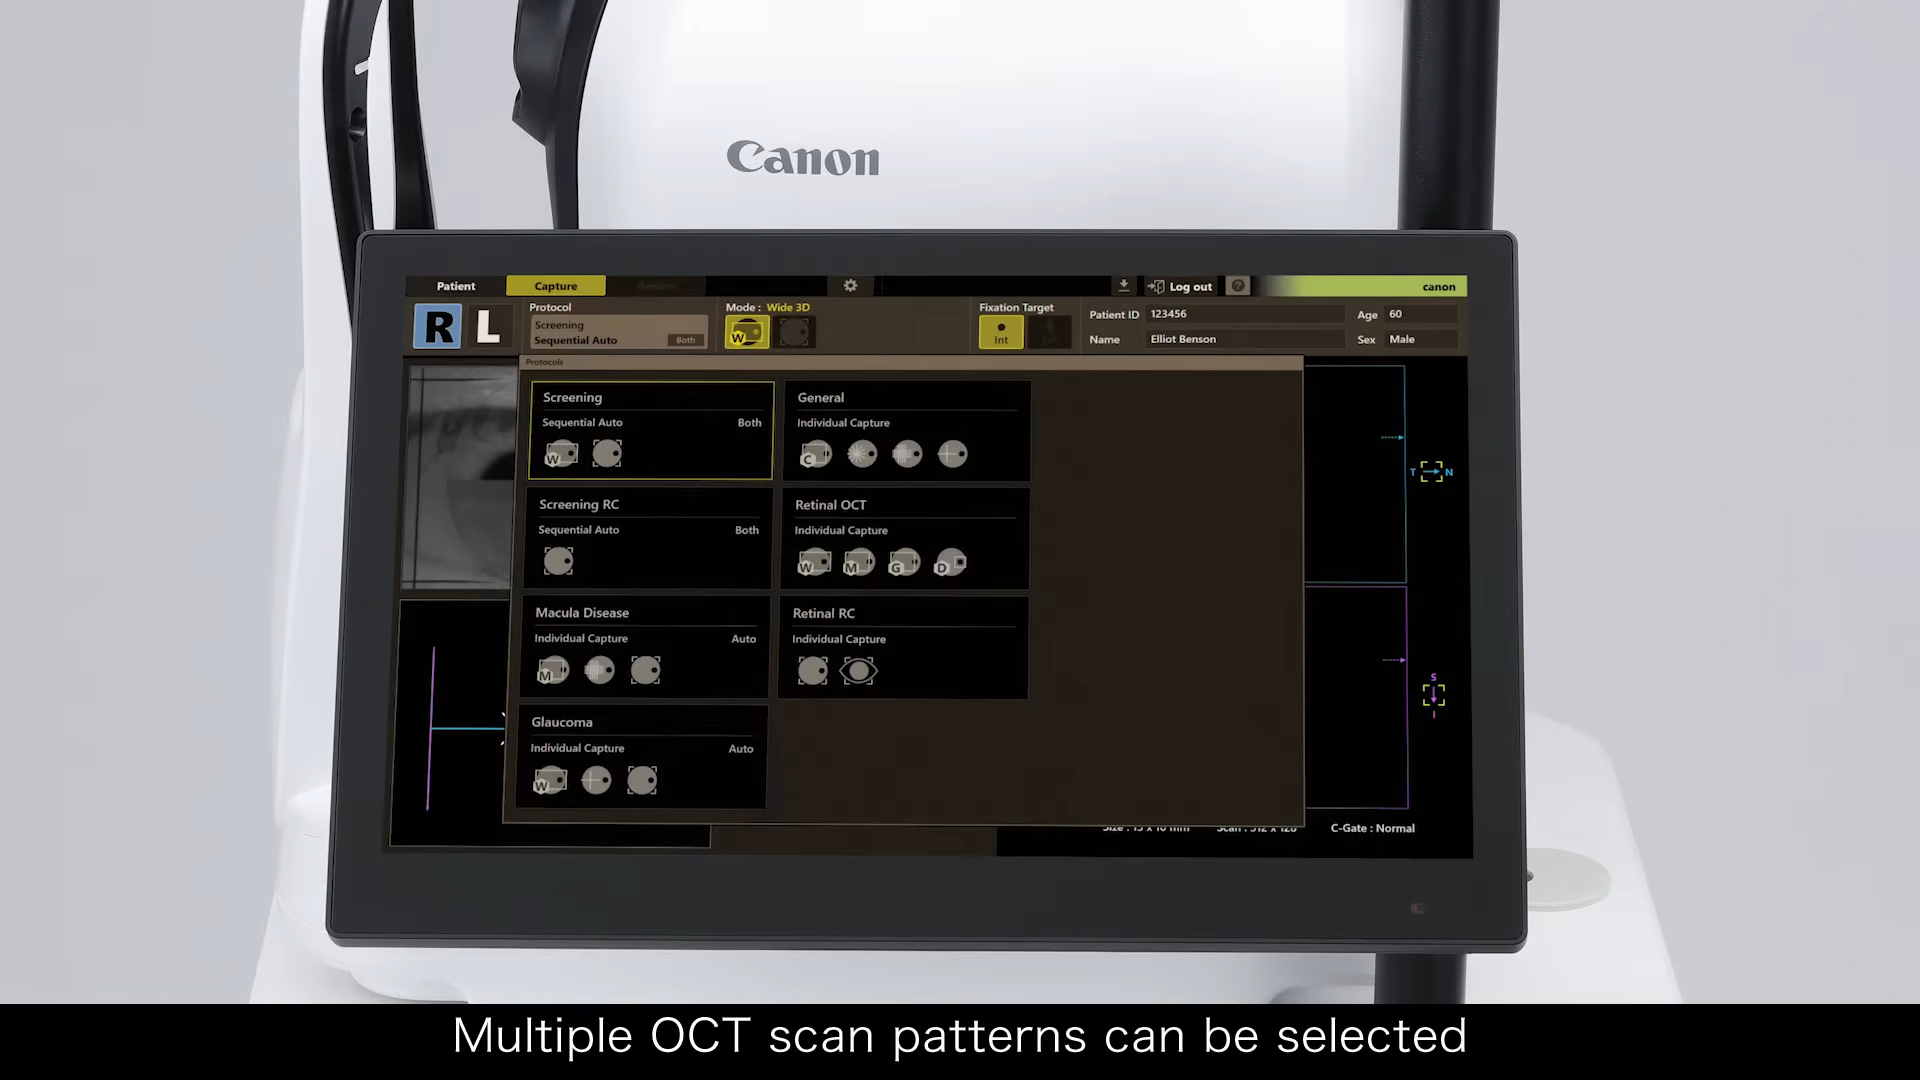 Canon
Patient
Capture
Log out
?
canon
R
L
Protocol
Screening
Sequential Auto
Both
Mode : Wide 3D
W
Fixation Target
Int
Patient ID
123456
Age
60
Name
Elliot Benson
Sex
Male
Protocols
Screening
Sequential Auto
Both
W
General
Individual Capture
C
Screening RC
Sequential Auto
Both
Retinal OCT
Individual Capture
W
M
G
D
Macula Disease
Individual Capture
Auto
M
Retinal RC
Individual Capture
Glaucoma
Individual Capture
Auto
W
T
N
S
I
C-Gate : Normal
Multiple OCT scan patterns can be selected